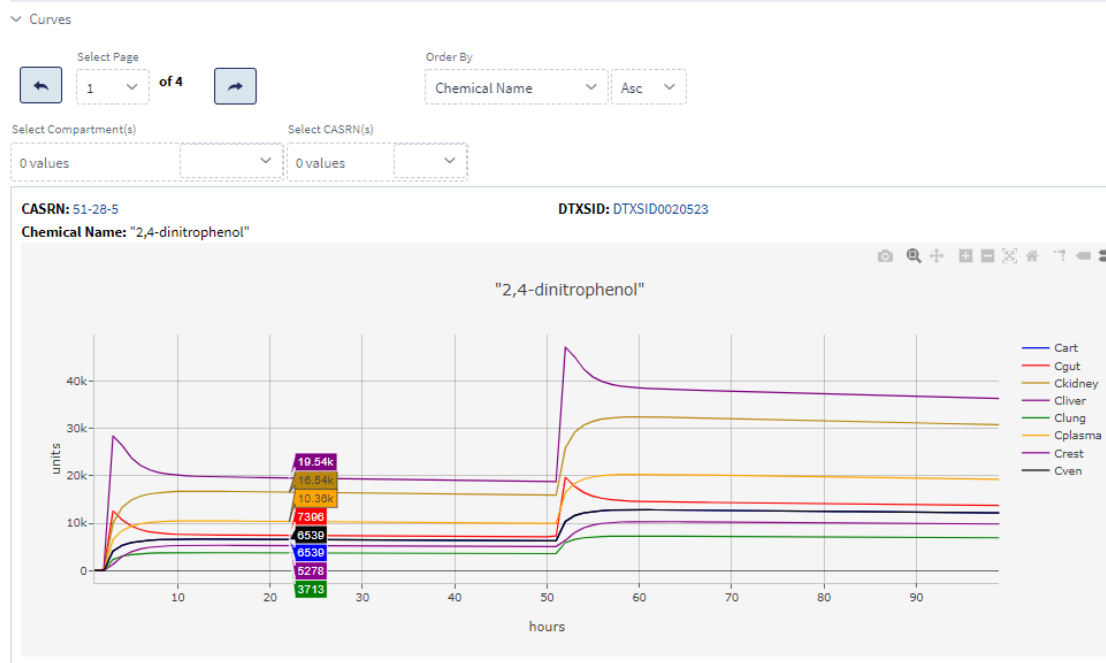 Curves
Select Page
1
of 4
Order By
Chemical Name
Asc
Select Compartment(s)
Select CASRN(s)
0 values
0 values
CASRN: 51-28-5
DTXSID: DTXSID0020523
Chemical Name: "2,4-dinitrophenol"
"2,4-dinitrophenol"
units
40k
30k
20k
10k
0
19.54k
16.54k
10.36k
7396
6539
6539
5278
3713
10
20
30
40
50
60
70
80
90
hours
Cart
Cgut
Ckidney
Cliver
Clung
Cplasma
Crest
Cven